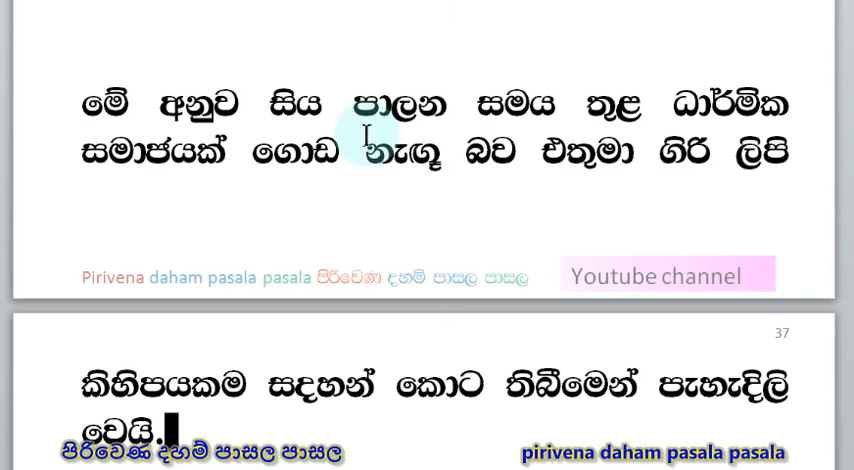 මේ අනුව සිය පාලන සමය තුළ ධාර්මික
සමාජයක් ගොඩ නැඟූ බව එතුමා ගිරි ලිපි
Pirivena daham pasala pasala පිරිවෙණ දහම් පාසල පාසල Youtube channel
37
කිහිපයකම සදහන් කොට තිබීමෙන් පැහැදිලි
වෙයි.
පිරිවෙණ දහම් පාසල පාසල pirivena daham pasala pasala